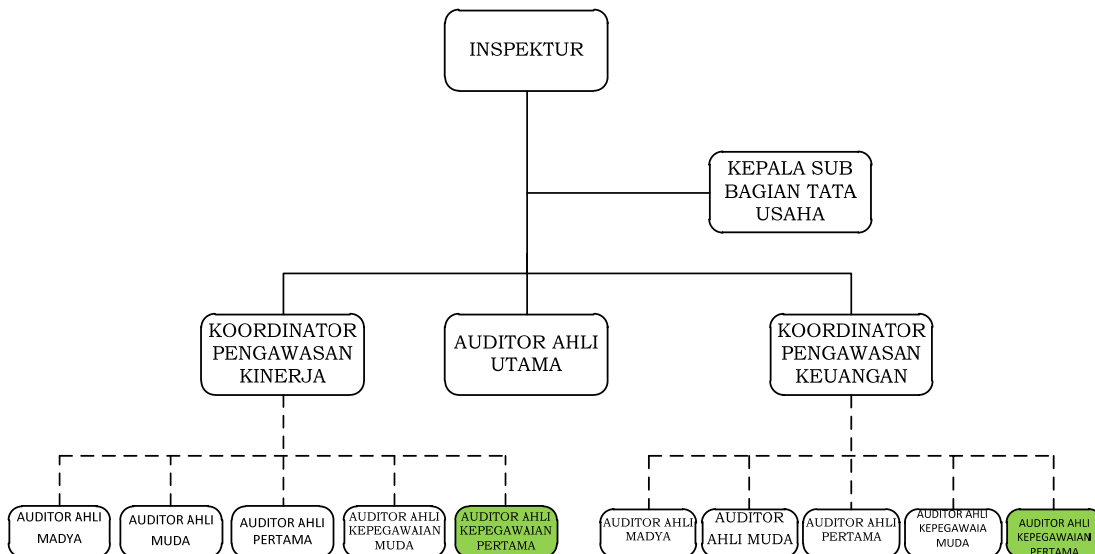 INSPEKTUR
KEPALA SUB
BAGIAN TATA
USAHA
KOORDINATOR
PENGAWASAN
KINERJA
AUDITOR AHLI
UTAMA
KOORDINATOR
PENGAWASAN
KEUANGAN
AUDITOR AHLI
MADYA
AUDITOR AHLI
MUDA
AUDITOR AHLI
PERTAMA
AUDITOR AHLI
KEPEGAWAIAN
MUDA
AUDITOR AHLI
KEPEGAWAIAN
PERTAMA
AUDITOR AHLI
MADYA
AUDITOR
AHLI MUDA
AUDITOR AHLI
PERTAMA
AUDITOR AHLI
KEPEGAWAIA
MUDA
AUDITOR AHLI
KEPEGAWAIAN
PERTAMA